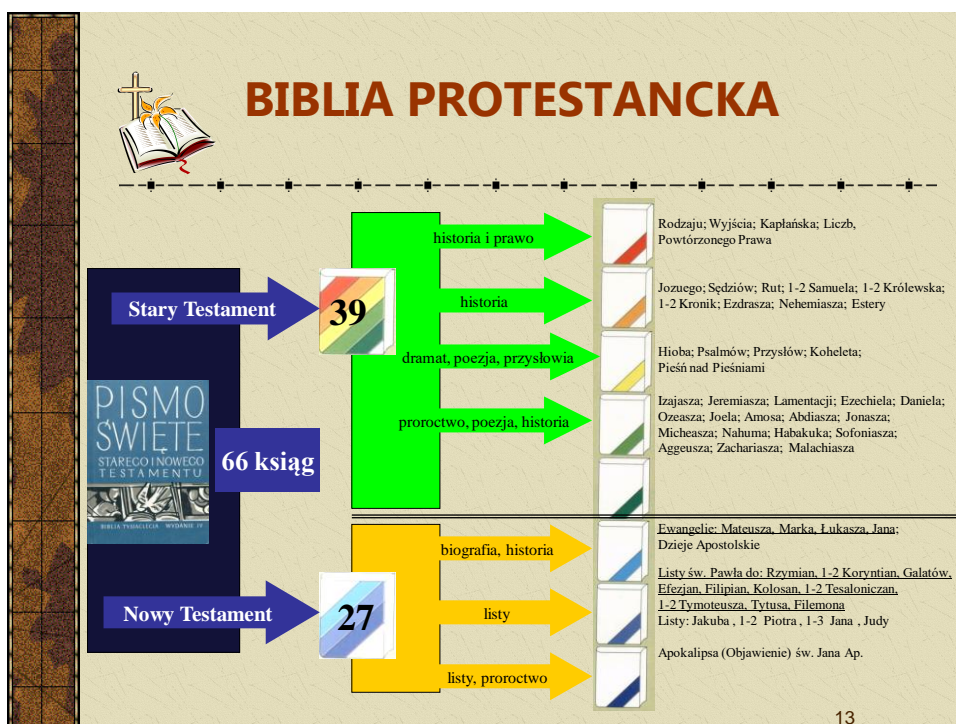 BIBLIA PROTESTANCKA
historia i prawo
Rodzaju; Wyjścia; Kapłańska; Liczb,
Powtórzonego Prawa
Stary Testament
39
historia
Jozuego; Sędziów; Rut; 1-2 Samuela; 1-2 Królewska;
1-2 Kronik; Ezdrasza; Nehemiasza; Estery
dramat, poezja, przysłowia
Hioba; Psalmów; Przysłów; Koheleta;
Pieśń nad Pieśniami
proroctwo, poezja, historia
Izajasza; Jeremiasza; Lamentacji; Ezechiela; Daniela;
Ozeasza; Joela; Amosa; Abdiasza; Jonasza;
Micheasza; Nahuma; Habakuka; Sofoniasza;
Aggeusza; Zachariasza; Malachiasza
PISMO
ŚWIĘTE
STAREGO I NOWEGO
TESTAMENTU
BIBLIA TYSIĄCLECIA WYDANIE IV
66 ksiąg
biografia, historia
Ewangelie: Mateusza, Marka, Łukasza, Jana;
Dzieje Apostolskie
Nowy Testament
27
listy
Listy św. Pawła do: Rzymian, 1-2 Koryntian, Galatów,
Efezjan, Filipian, Kolosan, 1-2 Tesaloniczan,
1-2 Tymoteusza, Tytusa, Filemona
Listy: Jakuba , 1-2 Piotra , 1-3 Jana , Judy
listy, proroctwo
Apokalipsa (Objawienie) św. Jana Ap.
13